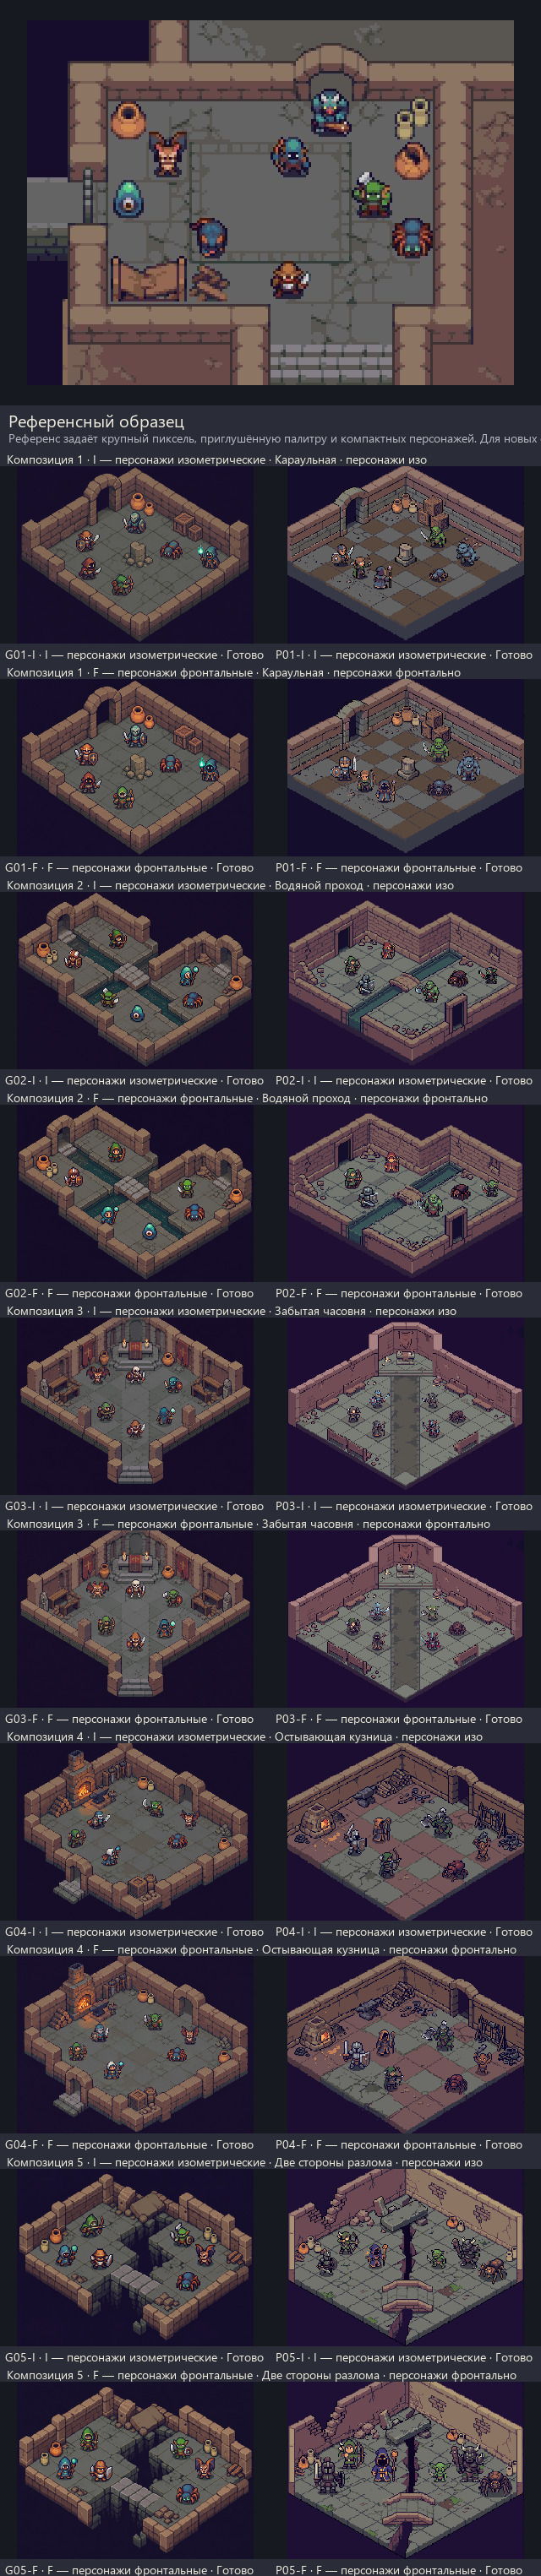 Референсный образец
Референс задаёт крупный пиксель, приглушённую палитру и компактных персонажей. Для новых
Композиция 1 · I — персонажи изометрические · Караульная · персонажи изо
G01-I · I — персонажи изометрические · Готово P01-I · I — персонажи изометрические · Готово
Композиция 1 · F — персонажи фронтальные · Караульная · персонажи фронтально
G01-F · F — персонажи фронтальные · Готово P01-F · F — персонажи фронтальные · Готово
Композиция 2 · I — персонажи изометрические · Водяной проход · персонажи изо
G02-I · I — персонажи изометрические · Готово P02-I · I — персонажи изометрические · Готово
Композиция 2 · F — персонажи фронтальные · Водяной проход · персонажи фронтально
G02-F · F — персонажи фронтальные · Готово P02-F · F — персонажи фронтальные · Готово
Композиция 3 · I — персонажи изометрические · Забытая часовня · персонажи изо
G03-I · I — персонажи изометрические · Готово P03-I · I — персонажи изометрические · Готово
Композиция 3 · F — персонажи фронтальные · Забытая часовня · персонажи фронтально
G03-F · F — персонажи фронтальные · Готово P03-F · F — персонажи фронтальные · Готово
Композиция 4 · I — персонажи изометрические · Остывающая кузница · персонажи изо
G04-I · I — персонажи изометрические · Готово P04-I · I — персонажи изометрические · Готово
Композиция 4 · F — персонажи фронтальные · Остывающая кузница · персонажи фронтально
G04-F · F — персонажи фронтальные · Готово P04-F · F — персонажи фронтальные · Готово
Композиция 5 · I — персонажи изометрические · Две стороны разлома · персонажи изо
G05-I · I — персонажи изометрические · Готово P05-I · I — персонажи изометрические · Готово
Композиция 5 · F — персонажи фронтальные · Две стороны разлома · персонажи фронтально
G05-F · F — персонажи фронтальные · Готово P05-F · F — персонажи фронтальные · Готово